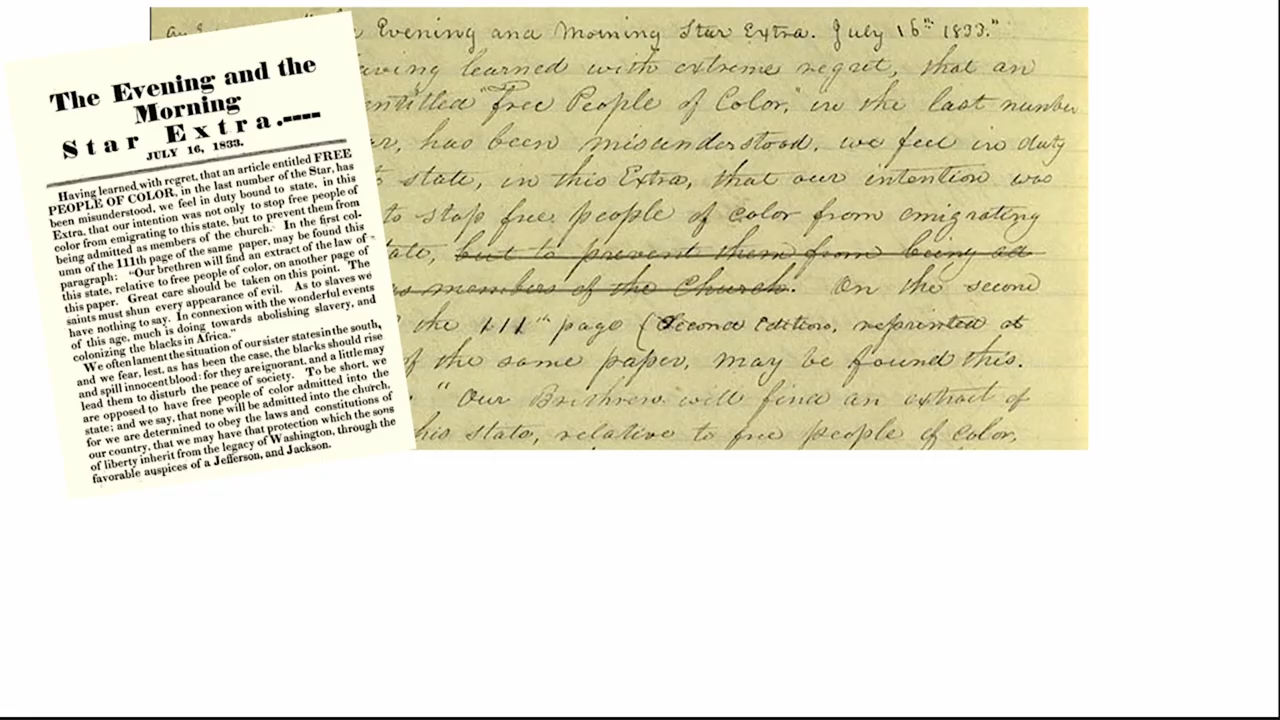 The Evening and the
Morning
Star Extra.----
JULY 16, 1833.
Having learned with regret, that an article entitled FREE
PEOPLE OF COLOR, in the last number of the Star, has
been misunderstood, we feel in duty bound to state, in this
Extra, that our intention was not only to stop free people of
color from emigrating to this state, but to prevent them from
being admitted as members of the church. In the first col-
umn of the 111th page of the same paper, may be found this
paragraph: "Our brethren will find an extract of the law of
this state, relative to free people of color, on another page of
this paper. Great care should be taken on this point. The
saints must shun every appearance of evil. As to slaves we
have nothing to say. In connexion with the wonderful events
of this age, much is doing towards abolishing slavery, and
colonizing the blacks in Africa."
We often lament the situation of our sister states in the south,
and we fear, lest, as has been the case, the blacks should rise
and spill innocent blood: for they are ignorant, and a little may
lead them to disturb the peace of society. To be short, we
are opposed to have free people of color admitted into the
state; and we say, that none will be admitted into the church,
for we are determined to obey the laws and constitutions of
our country, that we may have that protection which the sons
of liberty inherit from the legacy of Washington, through the
favorable auspices of a Jefferson, and Jackson.
Evening and Morning Star Extra. July 16th 1833."
aving learned with extreme regret, that an
entitled "Free People of Color," in the last number
ar, has been misunderstood, we feel in duty
state, in this Extra, that our intention was
to stop free people of color from emigrating
ate, but to prevent them from being ad
as members of the Church. On the second
the 111th page (Second Edition, reprinted at
of the same paper, may be found this.
"Our Brethren will find an extract of
his state, relative to free people of color,